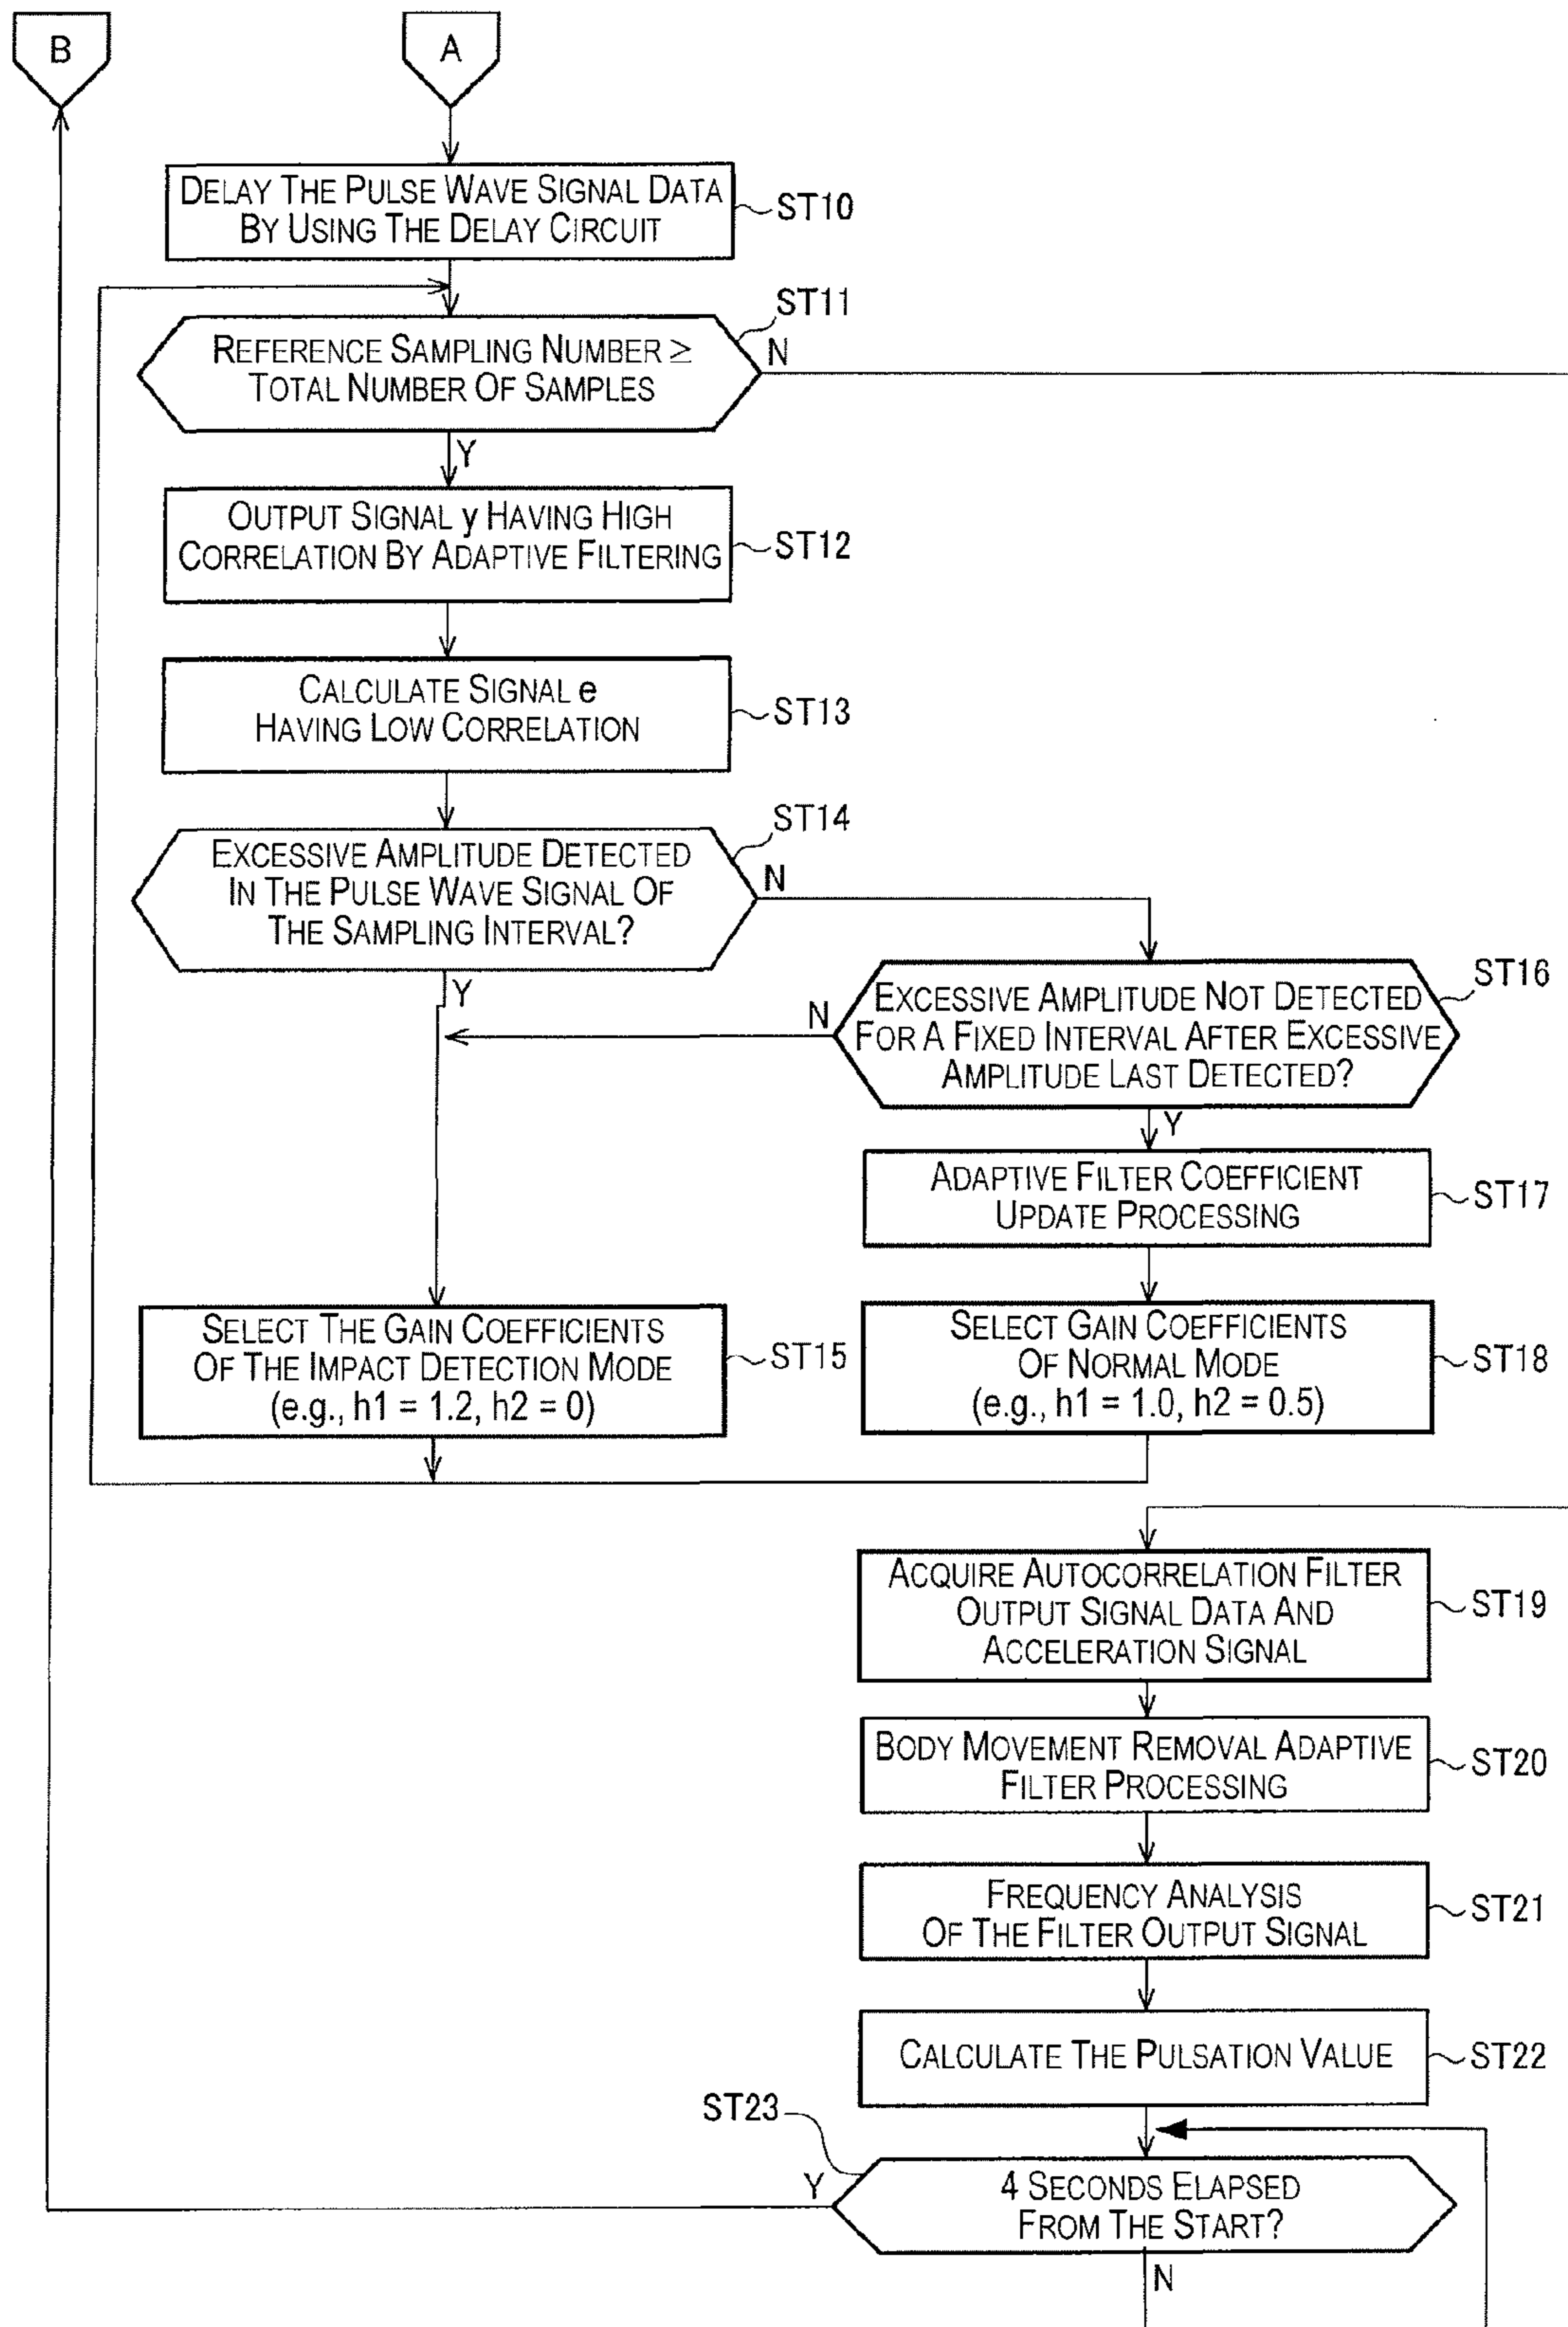 B
A
DELAY THE PULSE WAVE SIGNAL DATA
BY USING THE DELAY CIRCUIT
ST10
ST11
REFERENCE SAMPLING NUMBER ≥
TOTAL NUMBER OF SAMPLES
N
Y
OUTPUT SIGNAL y HAVING HIGH
CORRELATION BY ADAPTIVE FILTERING
ST12
CALCULATE SIGNAL e
HAVING LOW CORRELATION
ST13
ST14
EXCESSIVE AMPLITUDE DETECTED
IN THE PULSE WAVE SIGNAL OF
THE SAMPLING INTERVAL?
N
Y
ST16
EXCESSIVE AMPLITUDE NOT DETECTED
FOR A FIXED INTERVAL AFTER EXCESSIVE
AMPLITUDE LAST DETECTED?
N
Y
ADAPTIVE FILTER COEFFICIENT
UPDATE PROCESSING
ST17
SELECT THE GAIN COEFFICIENTS
OF THE IMPACT DETECTION MODE
(e.g., h1 = 1.2, h2 = 0)
ST15
SELECT GAIN COEFFICIENTS
OF NORMAL MODE
(e.g., h1 = 1.0, h2 = 0.5)
ST18
ACQUIRE AUTOCORRELATION FILTER
OUTPUT SIGNAL DATA AND
ACCELERATION SIGNAL
ST19
BODY MOVEMENT REMOVAL ADAPTIVE
FILTER PROCESSING
ST20
FREQUENCY ANALYSIS
OF THE FILTER OUTPUT SIGNAL
ST21
CALCULATE THE PULSATION VALUE
ST22
ST23
Y
4 SECONDS ELAPSED
FROM THE START?
N